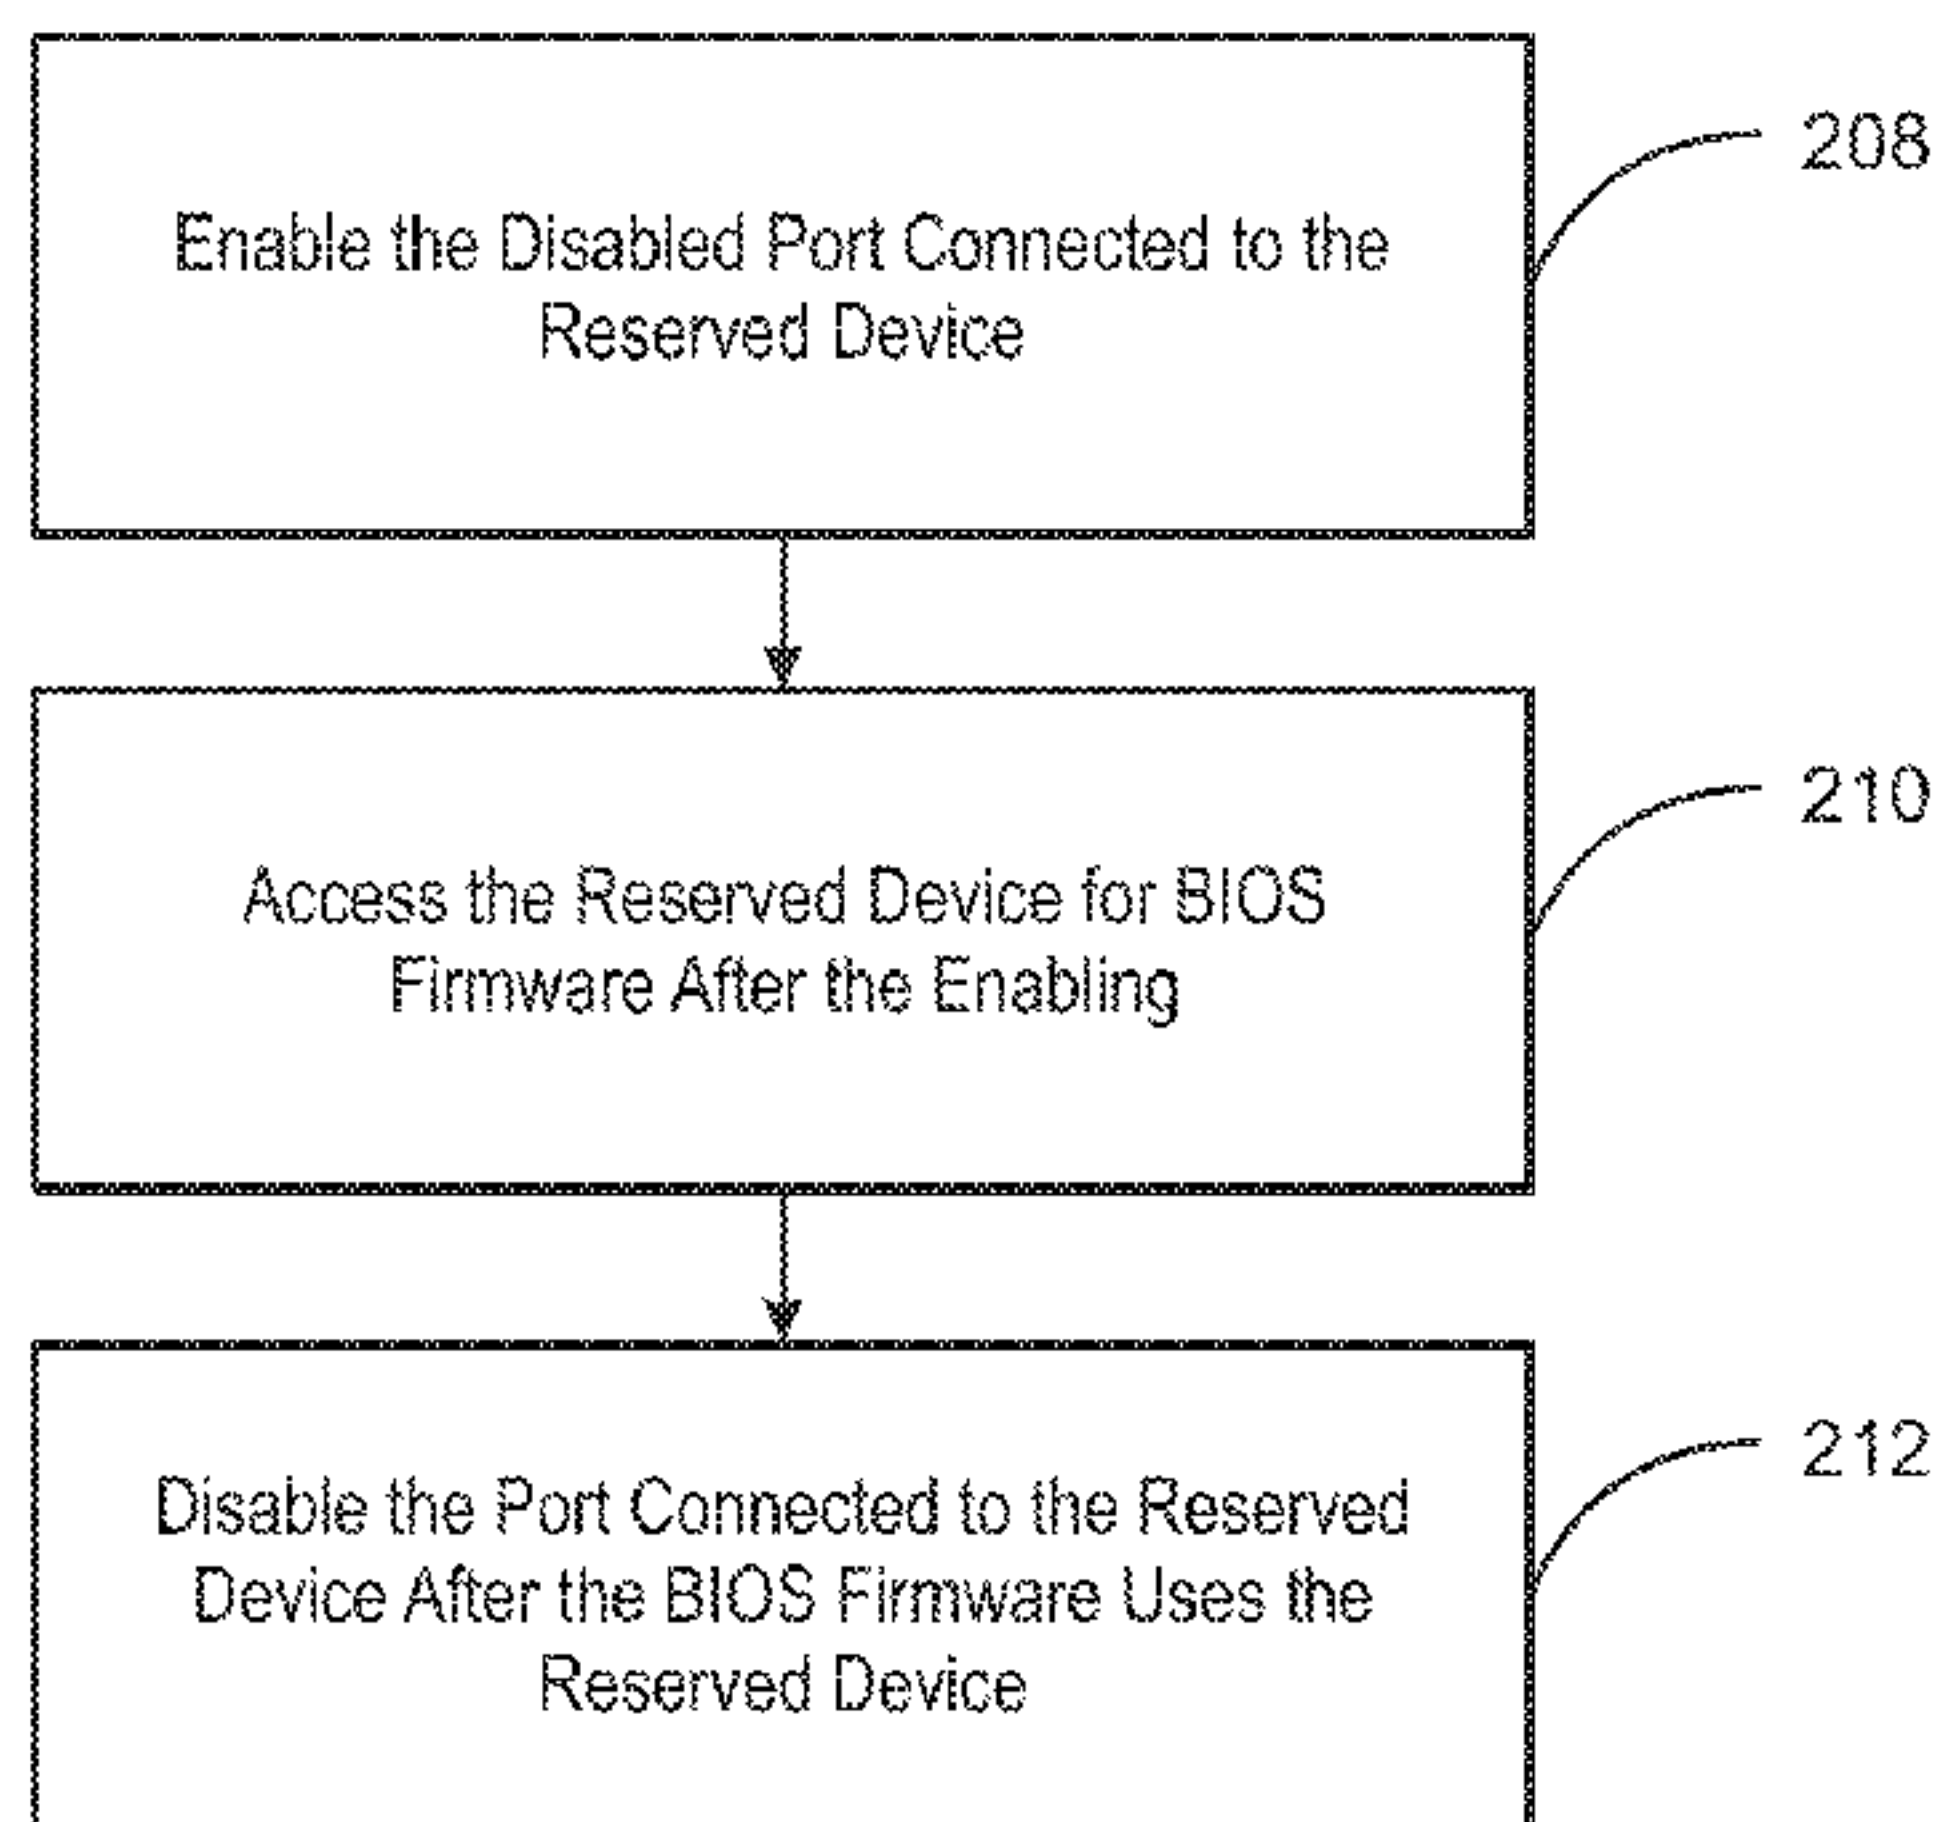 Enable the Disabled Port Connected to the
Reserved Device
208
Access the Reserved Device for BIOS
Firmware After the Enabling
210
Disable the Port Connected to the Reserved
Device After the BIOS Firmware Uses the
Reserved Device
212